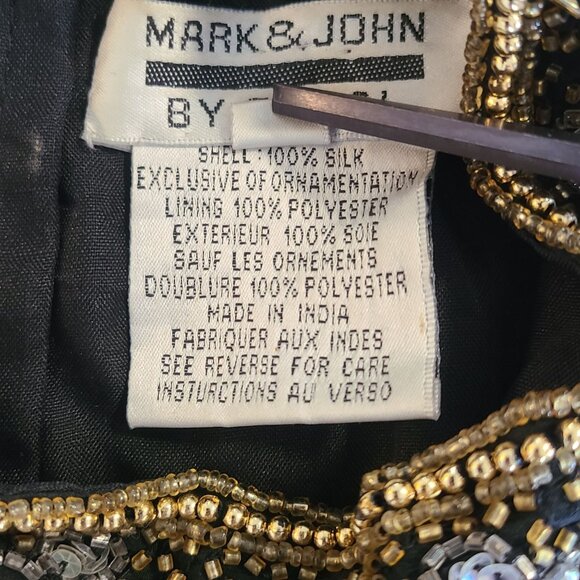 MARK & JOHN
BY
SHELL: 100% SILK
EXCLUSIVE OF ORNAMENTATION
LINING 100% POLYESTER
EXTERIEUR 100% SOIE
SAUF LES ORNEMENTS
DOUBLURE 100% POLYESTER
MADE IN INDIA
FABRIQUER AUX INDES
SEE REVERSE FOR CARE
INSTURCTIONS AU VERSO